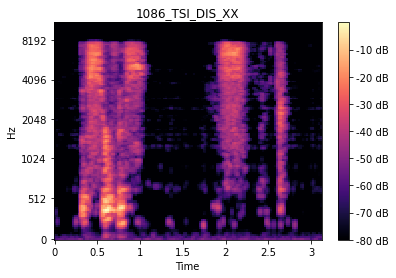 1086_TSI_DIS_XX
8192
4096
2048
1024
512
0
Hz
0
0.5
1
1.5
2
2.5
3
Time
-10 dB
-20 dB
-30 dB
-40 dB
-50 dB
-60 dB
-70 dB
-80 dB